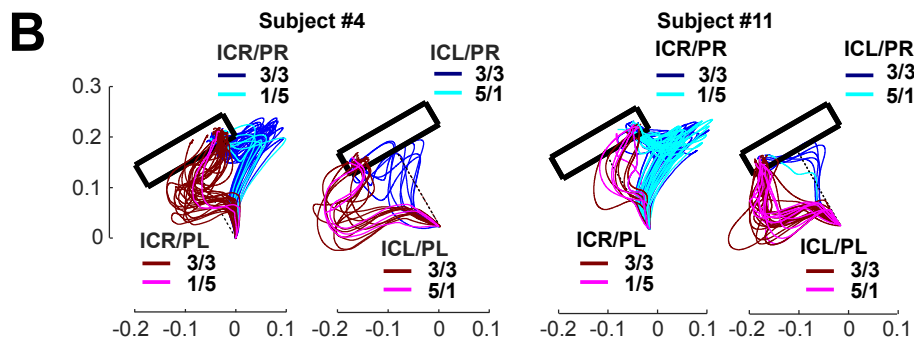 B
Subject #4
Subject #11
ICR/PR
3/3
1/5
ICL/PR
3/3
5/1
ICR/PR
3/3
1/5
ICL/PR
3/3
5/1
0.3
0.2
0.1
0
ICR/PL
3/3
1/5
ICL/PL
3/3
5/1
ICR/PL
3/3
1/5
ICL/PL
3/3
5/1
-0.2 -0.1 0 0.1
-0.2 -0.1 0 0.1
-0.2 -0.1 0 0.1
-0.2 -0.1 0 0.1